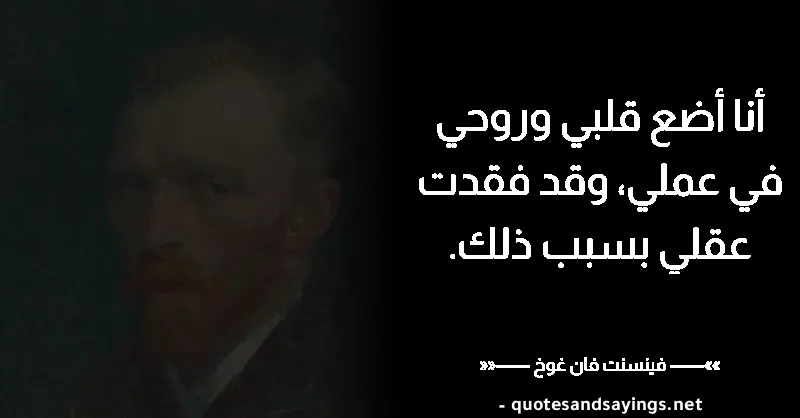 أنا أضع قلبي وروحي
في عملي، وقد فقدت
عقلي بسبب ذلك.
»»—— فينسنت فان غوخ ——««
- quotesandsayings.net